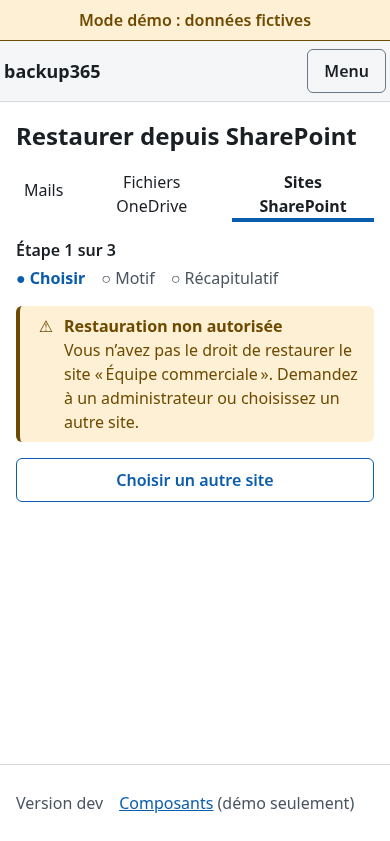 Mode démo : données fictives
backup365
Menu
Restaurer depuis SharePoint
Mails
Fichiers
OneDrive
Sites
SharePoint
Étape 1 sur 3
● Choisir ○ Motif ○ Récapitulatif
⚠ Restauration non autorisée
Vous n’avez pas le droit de restaurer le
site « Équipe commerciale ». Demandez
à un administrateur ou choisissez un
autre site.
Choisir un autre site
Version dev Composants (démo seulement)